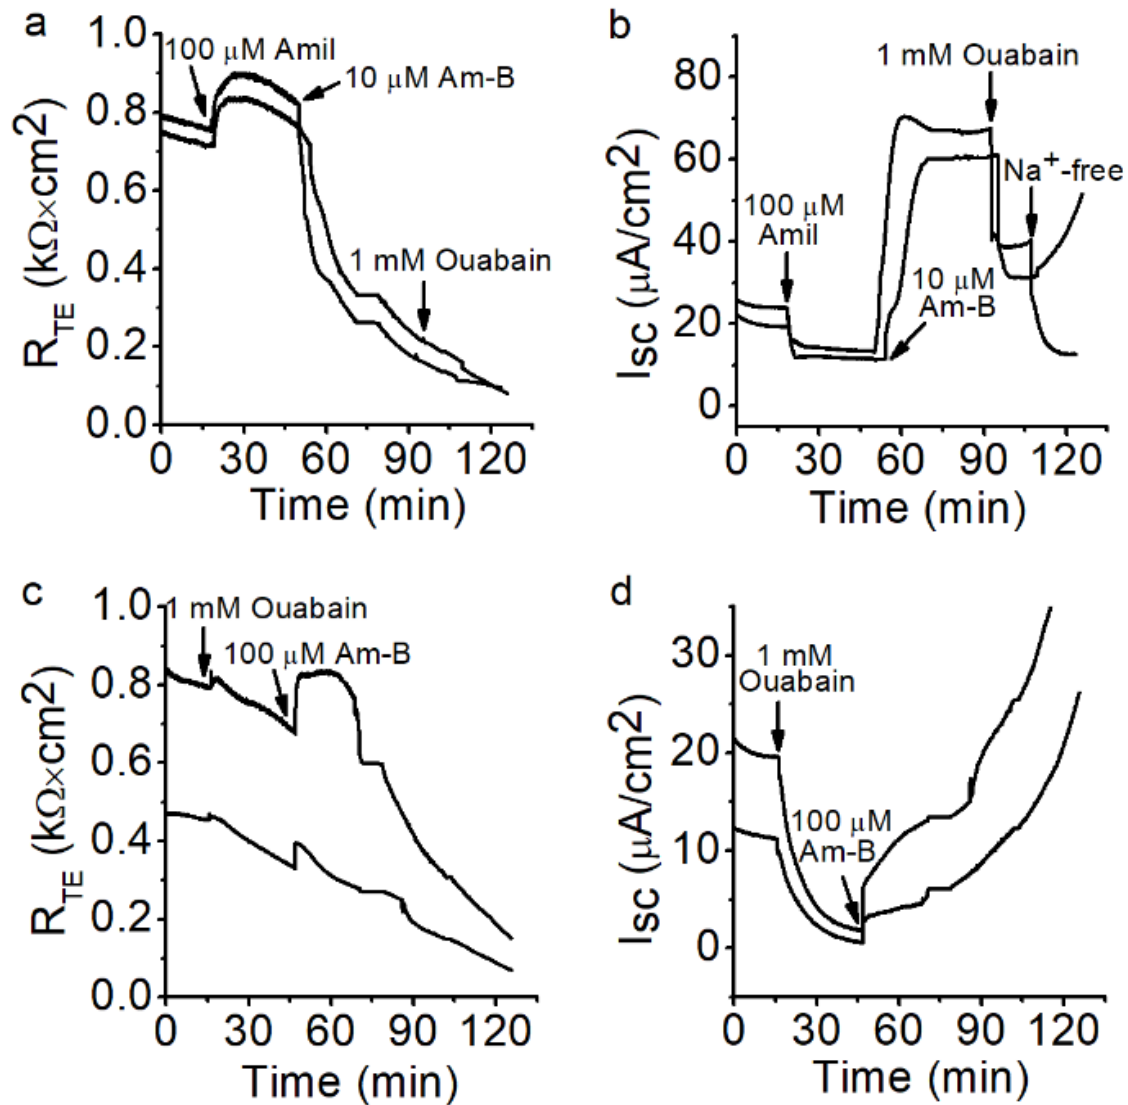 a
1.0
0.8
0.6
0.4
0.2
0.0
R_TE (kΩ×cm2)
100 μM Amil
10 μM Am-B
1 mM Ouabain
0 30 60 90 120
Time (min)
b
80
60
40
20
0
Isc (μA/cm2)
1 mM Ouabain
Na⁺-free
100 μM
Amil
10 μM
Am-B
0 30 60 90 120
Time (min)
c
1.0
0.8
0.6
0.4
0.2
0.0
R_TE (kΩ×cm2)
1 mM Ouabain
100 μM Am-B
0 30 60 90 120
Time (min)
d
30
20
10
0
Isc (μA/cm2)
1 mM
Ouabain
100 μM
Am-B
0 30 60 90 120
Time (min)